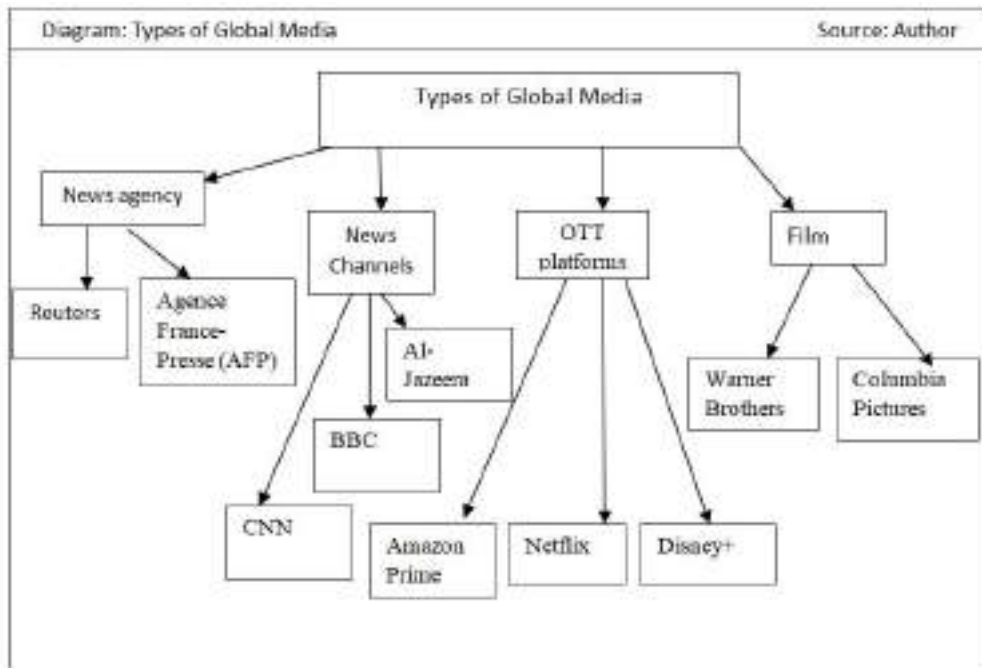 Diagram: Types of Global Media
Source: Author
Types of Global Media
News agency
News
Channels
OTT
platforms
Film
Reuters
Agence
France-
Presse (AFP)
Al-
Jazeera
Warner
Brothers
Columbia
Pictures
BBC
CNN
Amazon
Prime
Netflix
Disney+